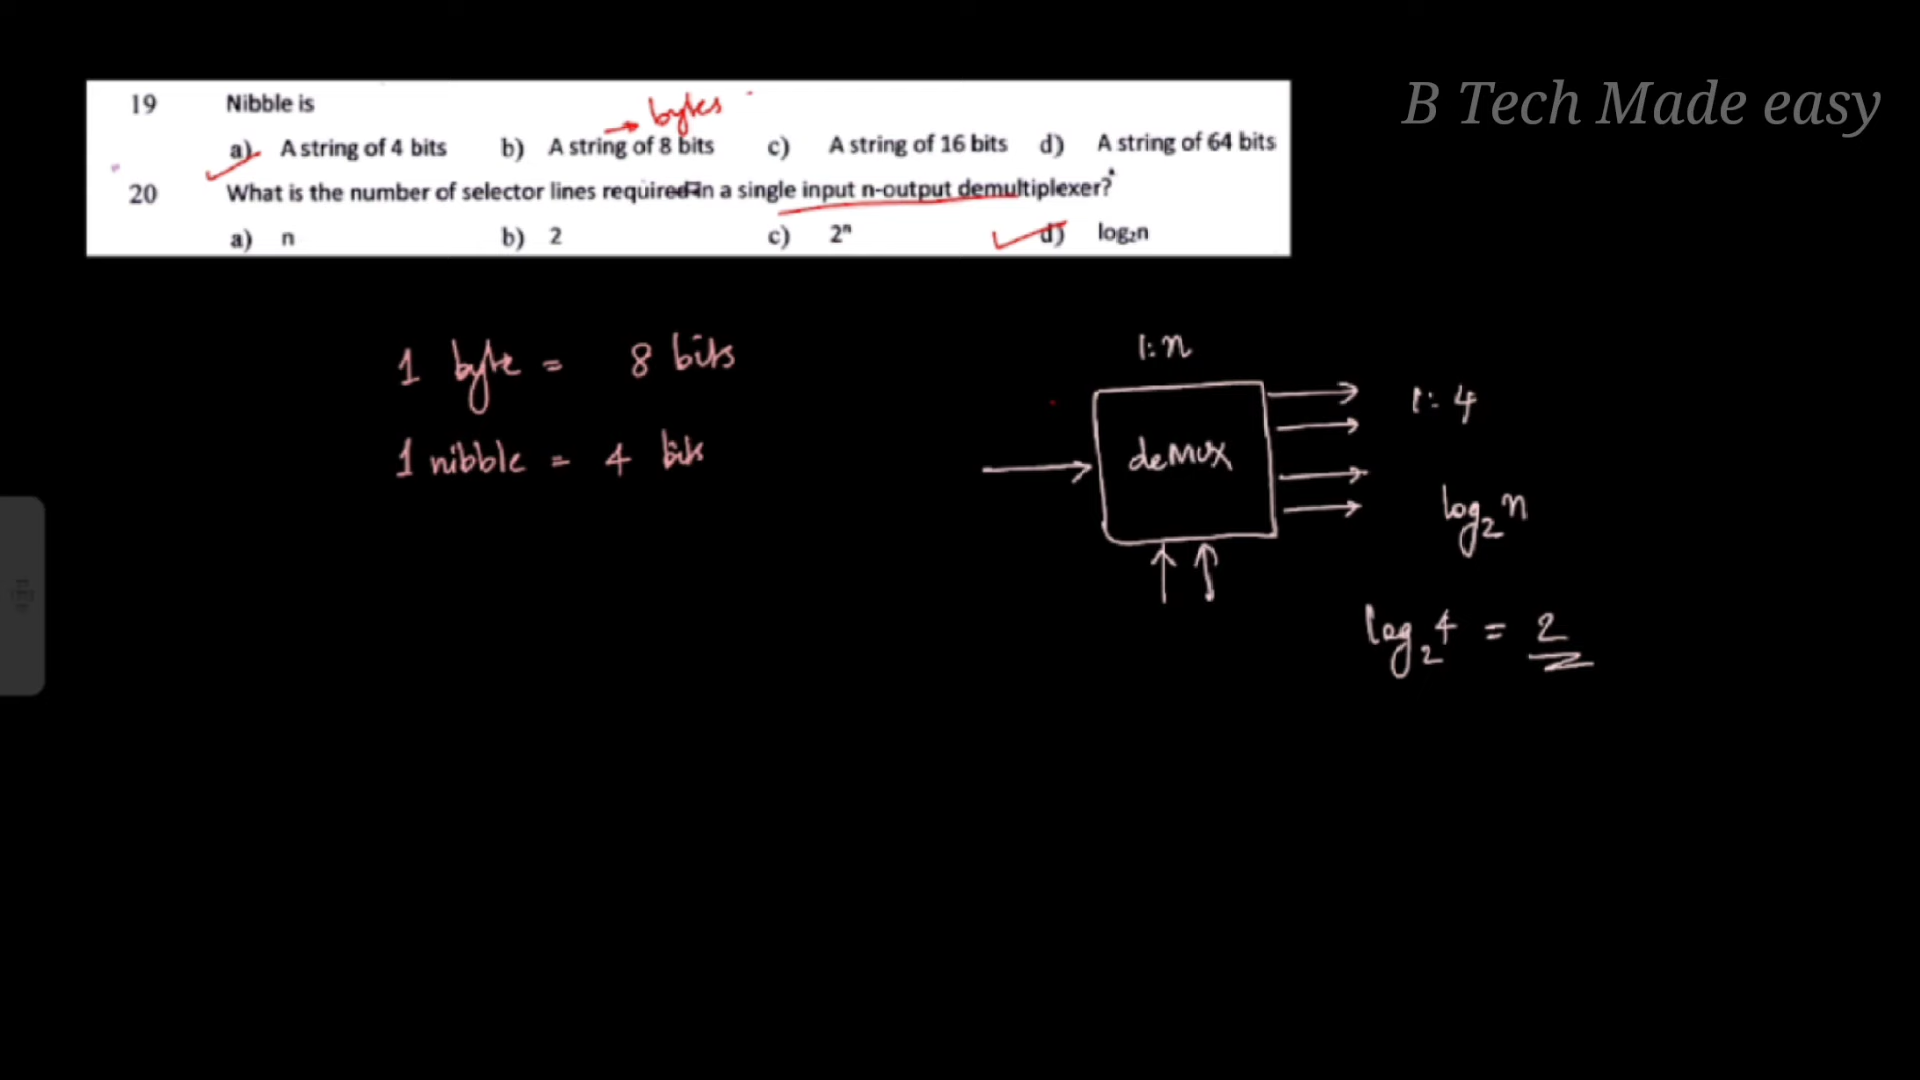 B Tech Made easy
19 Nibble is
bytes
a) A string of 4 bits b) A string of 8 bits c) A string of 16 bits d) A string of 64 bits
20 What is the number of selector lines required in a single input n-output demultiplexer?
a) n b) 2 c) 2ⁿ d) log₂n
1 byte = 8 bits
1 nibble = 4 bits
1:n
1:4
deMUX
log₂n
log₂4 = 2